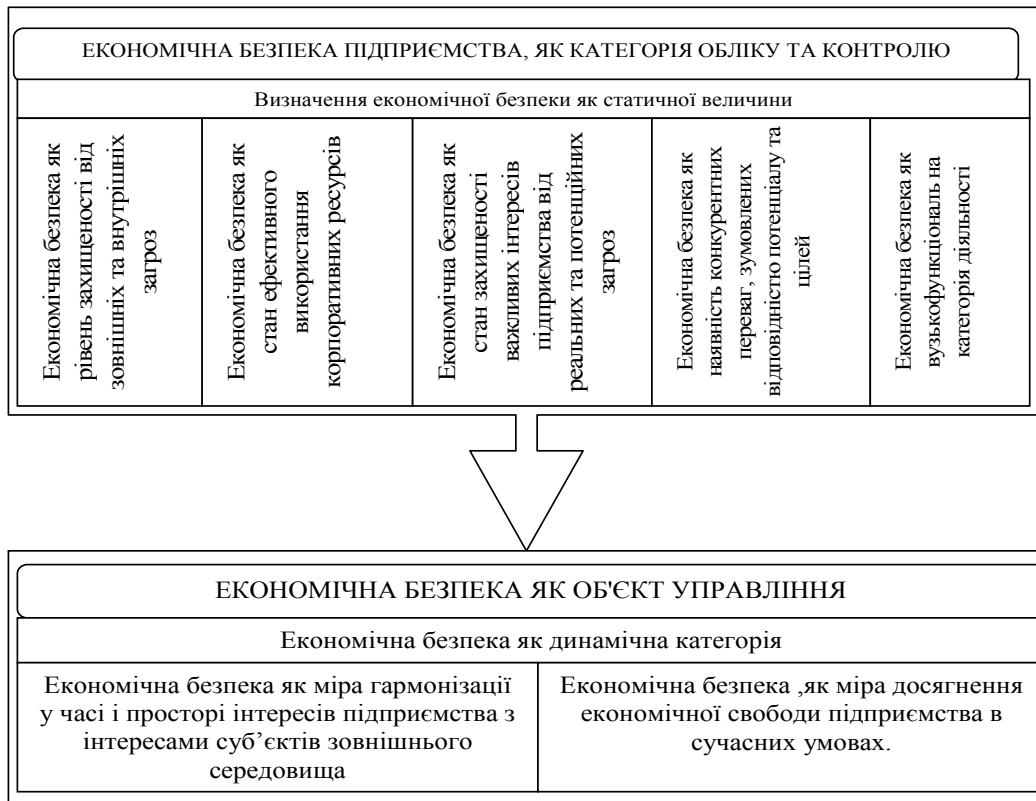 ЕКОНОМІЧНА БЕЗПЕКА ПІДПРИЄМСТВА, ЯК КАТЕГОРІЯ ОБЛІКУ ТА КОНТРОЛЮ
Визначення економічної безпеки як статичної величини
Економічна безпека як
рівень захищеності від
зовнішніх та внутрішніх
загроз
Економічна безпека як
стан ефективного
використання
корпоративних ресурсів
Економічна безпека як
стан захищеності
важливих інтересів
підприємства від
реальних та потенційних
загроз
Економічна безпека як
наявність конкурентних
переваг, зумовлених
відповідністю потенціалу та
цілей
Економічна безпека як
вузькофункціональ на
категорія діяльності
ЕКОНОМІЧНА БЕЗПЕКА ЯК ОБ'ЄКТ УПРАВЛІННЯ
Економічна безпека як динамічна категорія
Економічна безпека як міра гармонізації
у часі і просторі інтересів підприємства з
інтересами суб’єктів зовнішнього
середовища
Економічна безпека ,як міра досягнення
економічної свободи підприємства в
сучасних умовах.